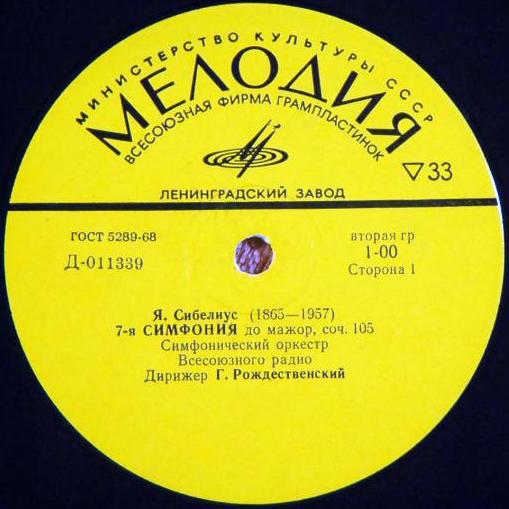 МИНИСТЕРСТВО КУЛЬТУРЫ СССР
МЕЛОДИЯ
ВСЕСОЮЗНАЯ ФИРМА ГРАМПЛАСТИНОК
▽33
ЛЕНИНГРАДСКИЙ ЗАВОД
ГОСТ 5289-68
Д-011339
вторая гр
1-00
Сторона 1
Я. Сибелиус (1865—1957)
7-я СИМФОНИЯ до мажор, соч. 105
Симфонический оркестр
Всесоюзного радио
Дирижер Г. Рождественский